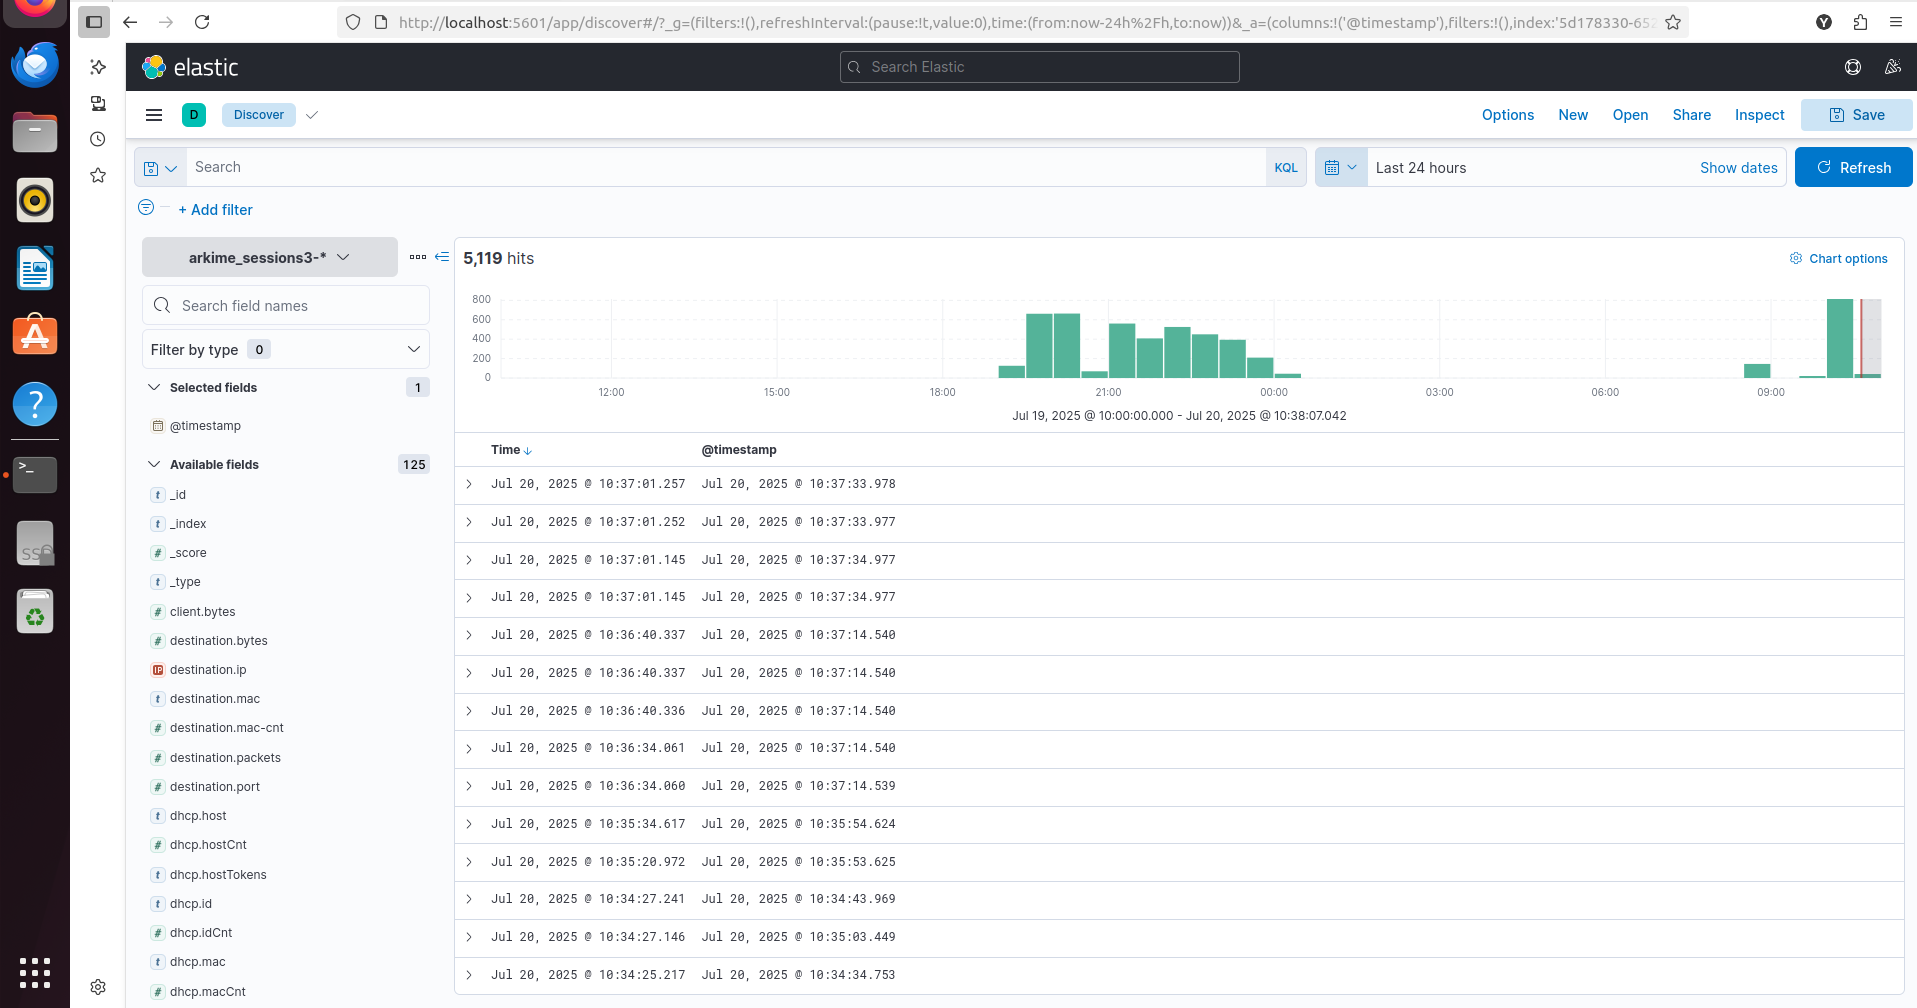 http://localhost:5601/app/discover#/?_g=(filters:!(),refreshInterval:(pause:!t,value:0),time:(from:now-24h%2Fh,to:now))&_a=(columns:!('@timestamp'),filters:!(),index:'5d178330-652
Y
elastic
Search Elastic
D
Discover
Options
New
Open
Share
Inspect
Save
Search
KQL
Last 24 hours
Show dates
Refresh
+ Add filter
arkime_sessions3-*
Search field names
Filter by type 0
Selected fields 1
@timestamp
Available fields 125
t _id
t _index
# _score
t _type
# client.bytes
# destination.bytes
IP destination.ip
t destination.mac
# destination.mac-cnt
# destination.packets
# destination.port
t dhcp.host
# dhcp.hostCnt
t dhcp.hostTokens
t dhcp.id
# dhcp.idCnt
t dhcp.mac
# dhcp.macCnt
5,119 hits
Chart options
800
600
400
200
0
12:00 15:00 18:00 21:00 00:00 03:00 06:00 09:00
Jul 19, 2025 @ 10:00:00.000 - Jul 20, 2025 @ 10:38:07.042
Time @timestamp
Jul 20, 2025 @ 10:37:01.257 Jul 20, 2025 @ 10:37:33.978
Jul 20, 2025 @ 10:37:01.252 Jul 20, 2025 @ 10:37:33.977
Jul 20, 2025 @ 10:37:01.145 Jul 20, 2025 @ 10:37:34.977
Jul 20, 2025 @ 10:37:01.145 Jul 20, 2025 @ 10:37:34.977
Jul 20, 2025 @ 10:36:40.337 Jul 20, 2025 @ 10:37:14.540
Jul 20, 2025 @ 10:36:40.337 Jul 20, 2025 @ 10:37:14.540
Jul 20, 2025 @ 10:36:40.336 Jul 20, 2025 @ 10:37:14.540
Jul 20, 2025 @ 10:36:34.061 Jul 20, 2025 @ 10:37:14.540
Jul 20, 2025 @ 10:36:34.060 Jul 20, 2025 @ 10:37:14.539
Jul 20, 2025 @ 10:35:34.617 Jul 20, 2025 @ 10:35:54.624
Jul 20, 2025 @ 10:35:20.972 Jul 20, 2025 @ 10:35:53.625
Jul 20, 2025 @ 10:34:27.241 Jul 20, 2025 @ 10:34:43.969
Jul 20, 2025 @ 10:34:27.146 Jul 20, 2025 @ 10:35:03.449
Jul 20, 2025 @ 10:34:25.217 Jul 20, 2025 @ 10:34:34.753
>_
?
SS